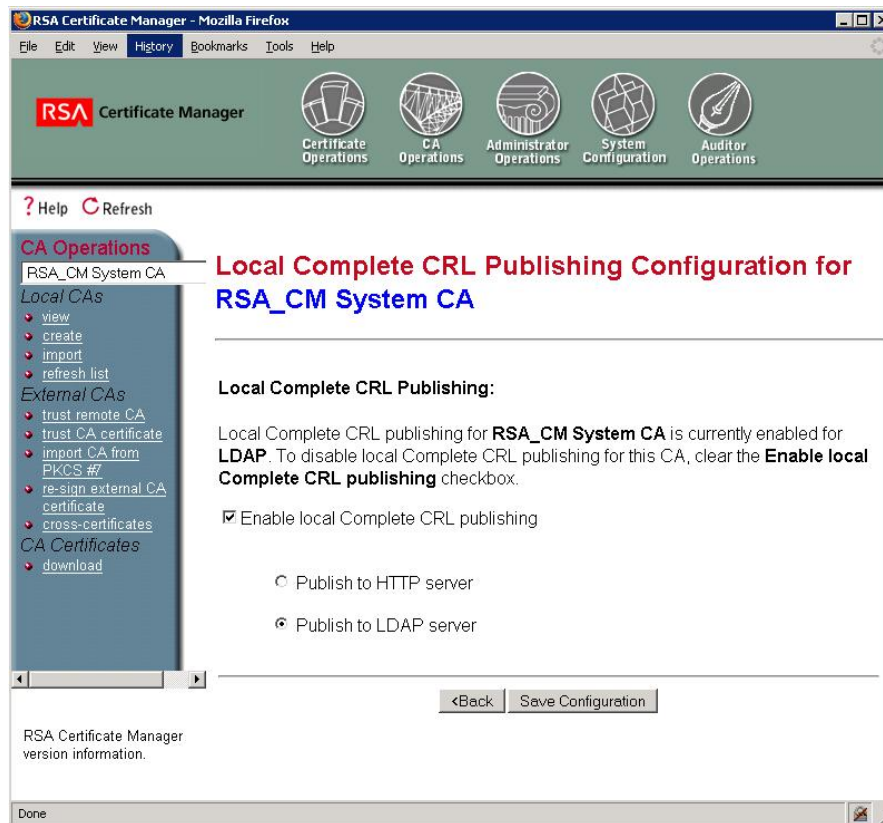 RSA Certificate Manager - Mozilla Firefox
File Edit View History Bookmarks Tools Help
RSA Certificate Manager
Certificate Operations
CA Operations
Administrator Operations
System Configuration
Auditor Operations
? Help Refresh
CA Operations
RSA_CM System CA
Local CAs
view
create
import
refresh list
External CAs
trust remote CA
trust CA certificate
import CA from
PKCS #7
re-sign external CA
certificate
cross-certificates
CA Certificates
download
RSA Certificate Manager
version information.
Local Complete CRL Publishing Configuration for
RSA_CM System CA
Local Complete CRL Publishing:
Local Complete CRL publishing for RSA_CM System CA is currently enabled for
LDAP. To disable local Complete CRL publishing for this CA, clear the Enable local
Complete CRL publishing checkbox.
Enable local Complete CRL publishing
Publish to HTTP server
Publish to LDAP server
<Back Save Configuration
Done